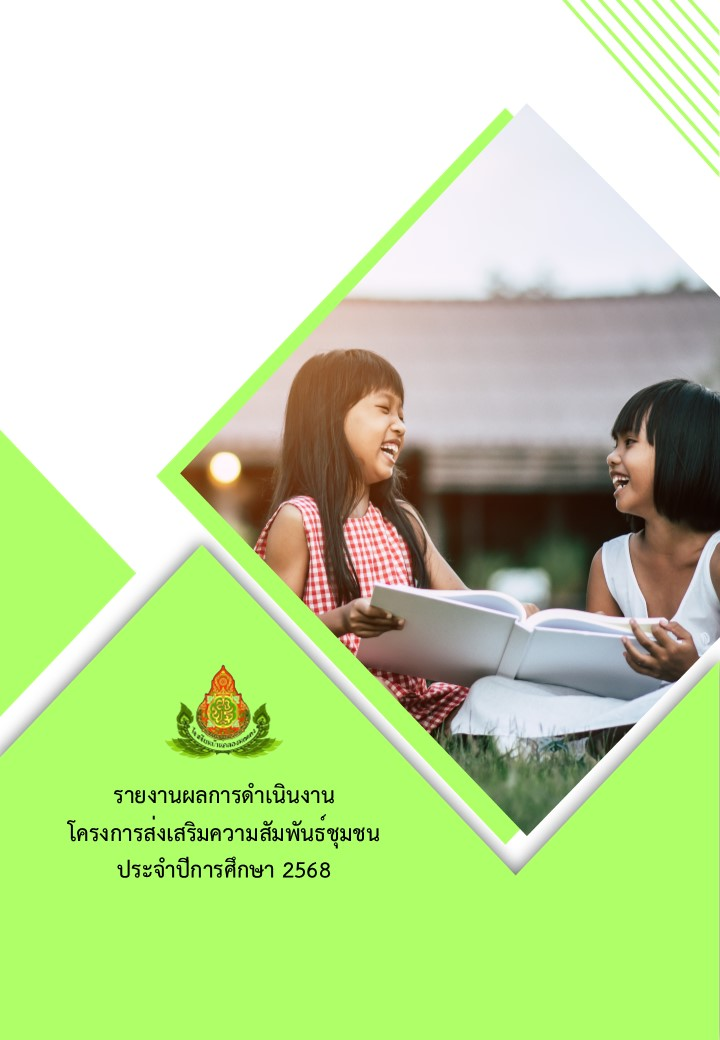 รายงานผลการดำเนินงาน
โครงการส่งเสริมความสัมพันธ์ชุมชน
ประจำปีการศึกษา 2568